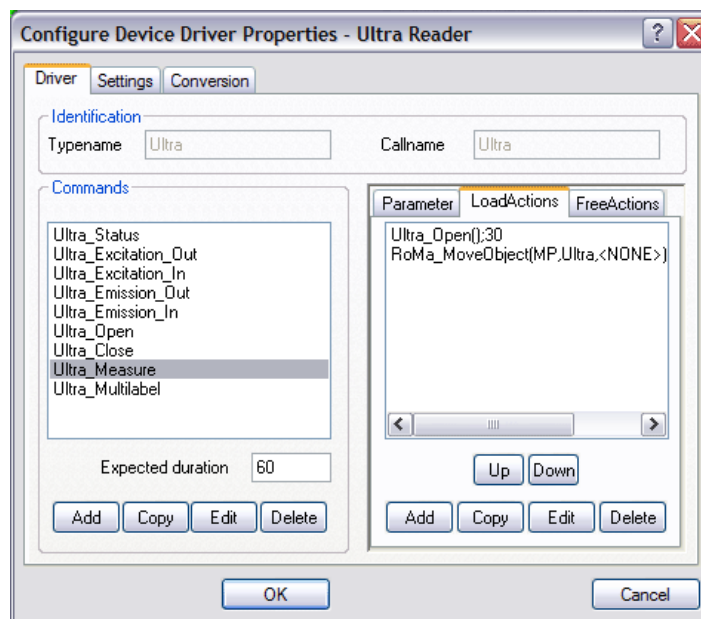 Configure Device Driver Properties - Ultra Reader
Driver Settings Conversion
Identification
Typename Ultra Callname Ultra
Commands
Ultra_Status
Ultra_Excitation_Out
Ultra_Excitation_In
Ultra_Emission_Out
Ultra_Emission_In
Ultra_Open
Ultra_Close
Ultra_Measure
Ultra_Multilabel
Expected duration 60
Add Copy Edit Delete
Parameter LoadActions FreeActions
Ultra_Open();30
RoMa_MoveObject(MP,Ultra,<NONE>)
Up Down
Add Copy Edit Delete
OK Cancel